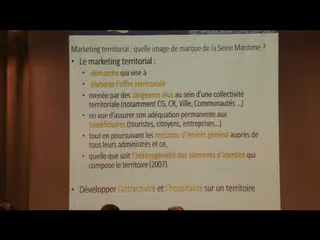 Marketing territorial : quelle image de marque de la Seine Maritime ?
• Le marketing territorial :
– démarche qui vise à
– élaborer l'offre territoriale
– menée par des dirigeants élus au sein d'une collectivité
territoriale (notamment CG, CR, Ville, Communautés ...)
– en vue d'assurer son adéquation permanente aux
bénéficiaires (touristes, citoyens, entreprises...)
– tout en poursuivant les missions d'intérêt général auprès de
tous leurs administrés et ce,
– quelle que soit l'hétérogénéité des éléments d'identité qui
compose le territoire (2007)
• Développer l'attractivité et l'hospitalité sur un territoire